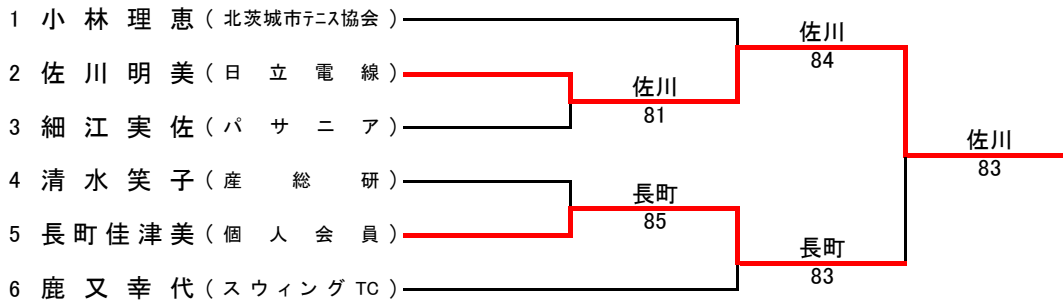 1 小林理恵(北茨城市テニス協会)
佐川
84
2 佐川明美(日立電線)
佐川
81
3 細江実佐(パサニア)
佐川
83
4 清水笑子(産総研)
長町
85
5 長町佳津美(個人会員)
長町
83
6 鹿又幸代(スウィングTC)